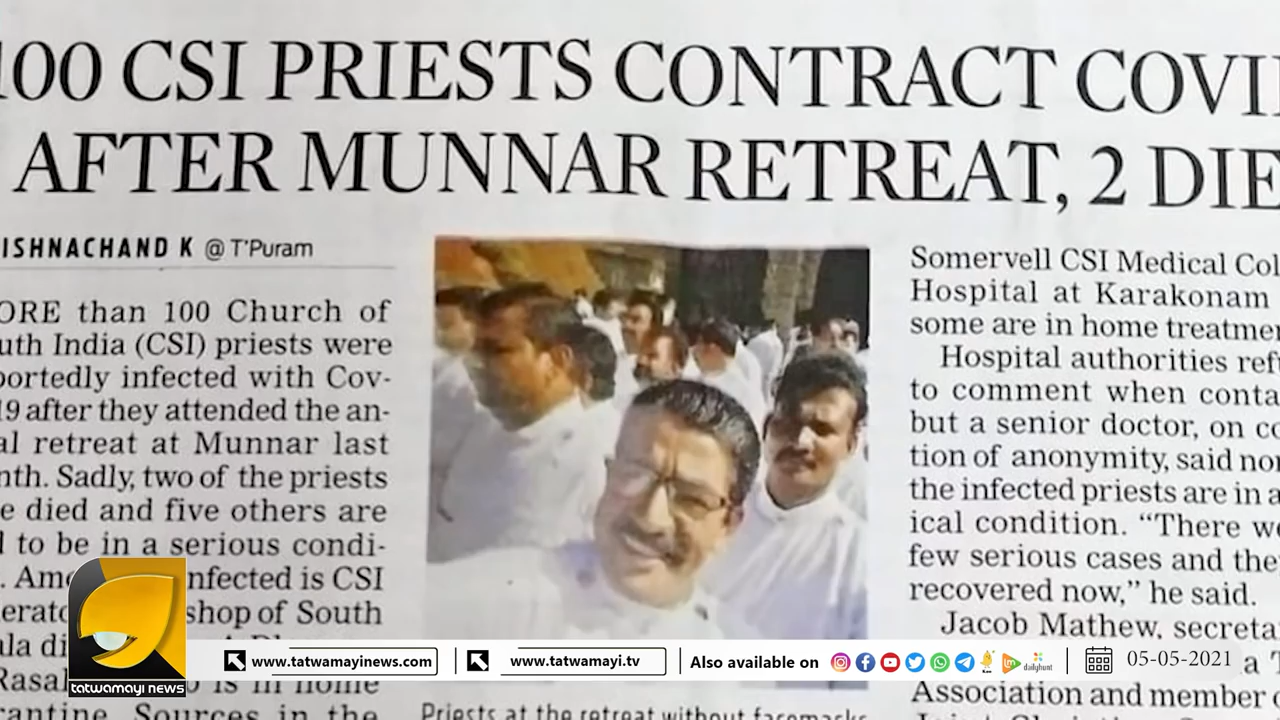 100 CSI PRIESTS CONTRACT COVI
AFTER MUNNAR RETREAT, 2 DIE
ISHNACHAND K @ T'Puram
ORE than 100 Church of
uth India (CSI) priests were
portedly infected with Cov-
19 after they attended the an-
al retreat at Munnar last
nth. Sadly, two of the priests
e died and five others are
d to be in a serious condi-
. Am nfected is CSI
erato shop of South
ula di
Rasal o is in home
rantine. Sources in the
Priests at the retreat without facemasks
Somervell CSI Medical Col
Hospital at Karakonam
some are in home treatme
Hospital authorities ref
to comment when conta
but a senior doctor, on co
tion of anonymity, said no
the infected priests are in a
ical condition. “There w
few serious cases and the
recovered now,” he said.
Jacob Mathew, secreta
a T
Association and member o
tatwamayi news
www.tatwamayinews.com
www.tatwamayi.tv
Also available on
dailyhunt
05-05-2021